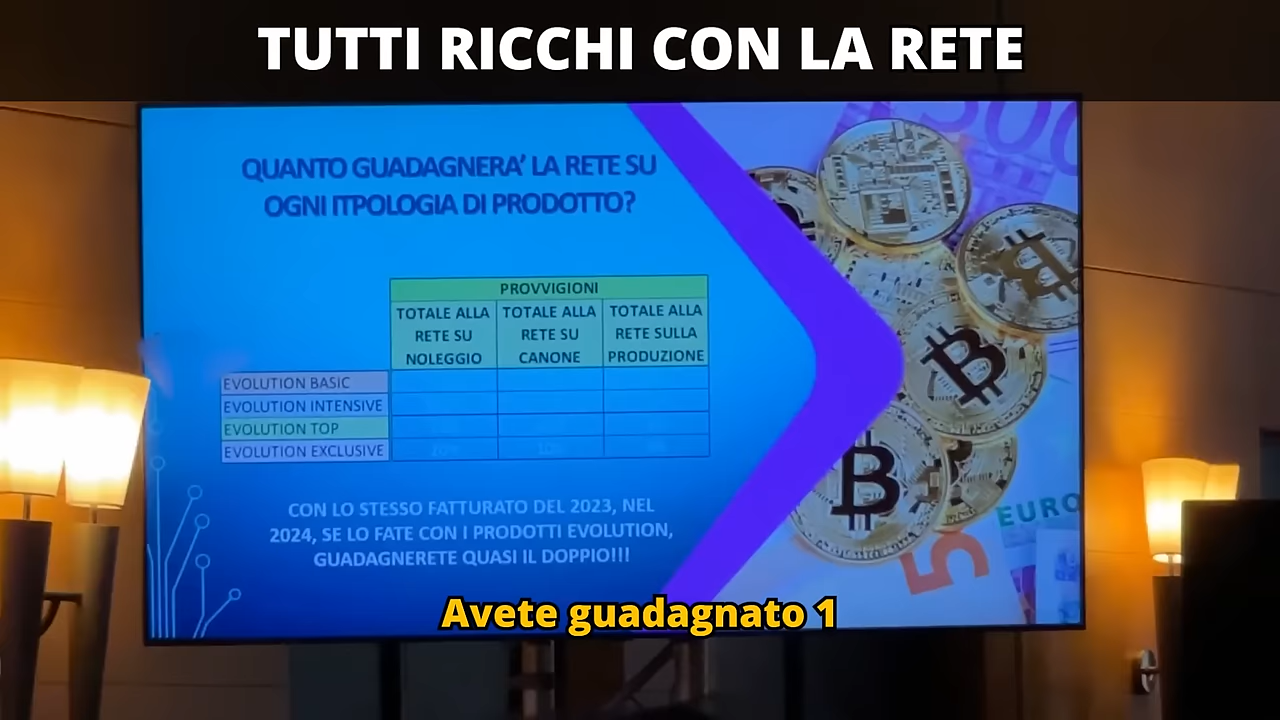 TUTTI RICCHI CON LA RETE
QUANTO GUADAGNERA' LA RETE SU
OGNI ITPOLOGIA DI PRODOTTO?
PROVVIGIONI
TOTALE ALLA RETE SU NOLEGGIO
TOTALE ALLA RETE SU CANONE
TOTALE ALLA RETE SULLA PRODUZIONE
EVOLUTION BASIC
EVOLUTION INTENSIVE
EVOLUTION TOP
EVOLUTION EXCLUSIVE
CON LO STESSO FATTURATO DEL 2023, NEL
2024, SE LO FATE CON I PRODOTTI EVOLUTION,
GUADAGNERETE QUASI IL DOPPIO!!!
EURO
5
Avete guadagnato 1